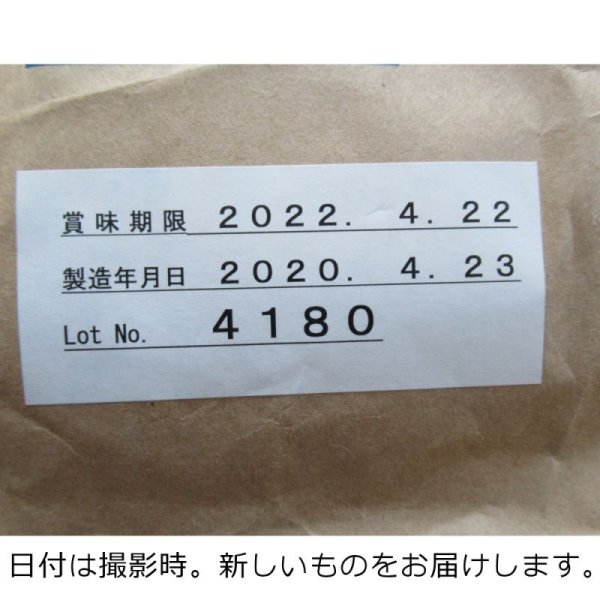 賞味期限 2022. 4. 22
製造年月日 2020. 4. 23
Lot No. 4180
日付は撮影時。新しいものをお届けします。